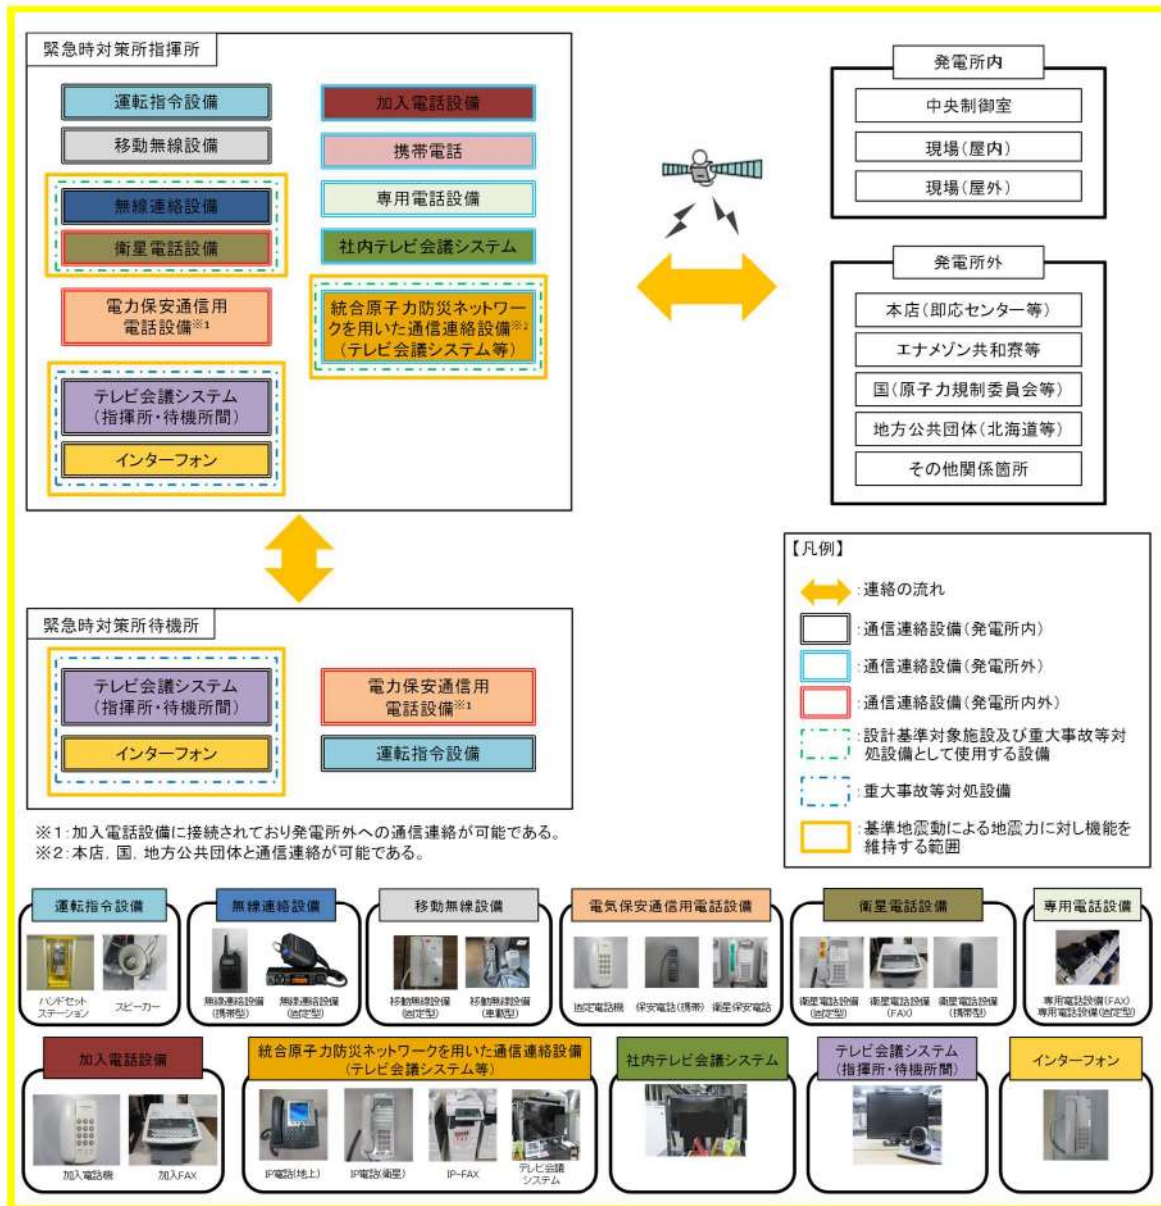 緊急時対策所指揮所
運転指令設備
移動無線設備
無線連絡設備
衛星電話設備
電力保安通信用
電話設備※1
テレビ会議システム
(指揮所・待機所間)
インターフォン
加入電話設備
携帯電話
専用電話設備
社内テレビ会議システム
統合原子力防災ネットワー
クを用いた通信連絡設備※2
(テレビ会議システム等)
発電所内
中央制御室
現場(屋内)
現場(屋外)
発電所外
本店(即応センター等)
エナメゾン共和寮等
国(原子力規制委員会等)
地方公共団体(北海道等)
その他関係箇所
緊急時対策所待機所
テレビ会議システム
(指揮所・待機所間)
インターフォン
電力保安通信用
電話設備※1
運転指令設備
【凡例】
:連絡の流れ
:通信連絡設備(発電所内)
:通信連絡設備(発電所外)
:通信連絡設備(発電所内外)
:設計基準対象施設及び重大事故等対
処設備として使用する設備
:重大事故等対処設備
:基準地震動による地震力に対し機能を
維持する範囲
※1:加入電話設備に接続されており発電所外への通信連絡が可能である。
※2:本店,国,地方公共団体と通信連絡が可能である。
運転指令設備
ハンドセット
ステーション
スピーカー
無線連絡設備
無線連絡設備
(携帯型)
無線連絡設備
(固定型)
移動無線設備
移動無線設備
(固定型)
移動無線設備
(車載型)
電気保安通信用電話設備
固定電話機
保安電話(携帯)
衛星保安電話
衛星電話設備
衛星電話設備
(固定型)
衛星電話設備
(FAX)
衛星電話設備
(携帯型)
専用電話設備
専用電話設備(FAX)
専用電話設備(固定型)
加入電話設備
加入電話機
加入FAX
統合原子力防災ネットワークを用いた通信連絡設備
(テレビ会議システム等)
IP電話(地上)
IP電話(衛星)
IP-FAX
テレビ会議
システム
社内テレビ会議システム
テレビ会議システム
(指揮所・待機所間)
インターフォン